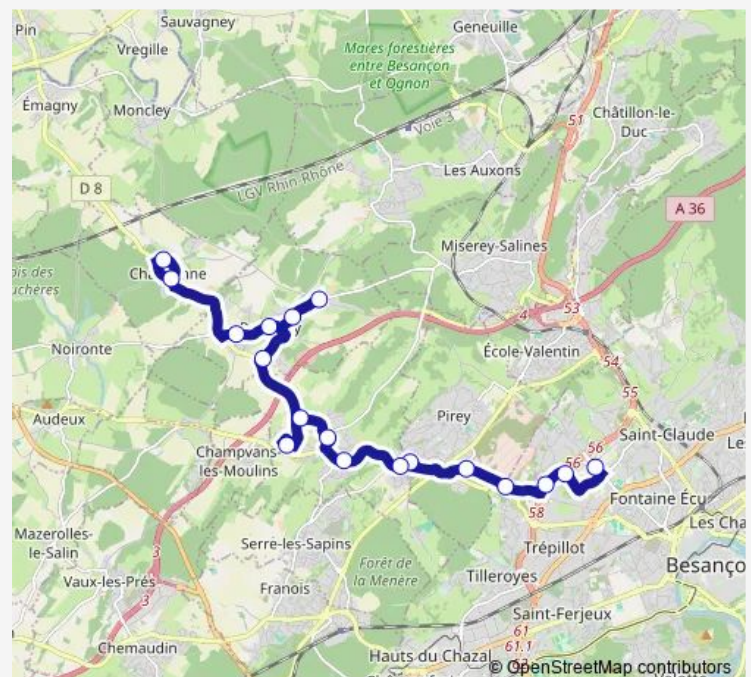 Sauvagney
Pin
Vregille
Geneuille
Mares forestières
entre Besançon
et Ognon
Émagny
Moncley
Voie 3
51
Châtillon-le-
Duc
LGV Rhin Rhône
Les Auxons
D 8
A 36
Miserey-Salines
53
4
Noironte
École-Valentin
54
55
Audeux
Pirey
Saint-Claude
Champvans
les-Moulins
56
56
Fontaine Écu
58
Mazerolles-
le-Salin
Serre-les-Sapins
Trépillot
Les Cha
3
Forêt de
la Menère
Besanço
Vaux-les-Prés
Tilleroyes
3
Franois
Saint-Ferjeux
Chemaudin
61
61.1
Hauts du Chazal
© OpenStreetMap contributors